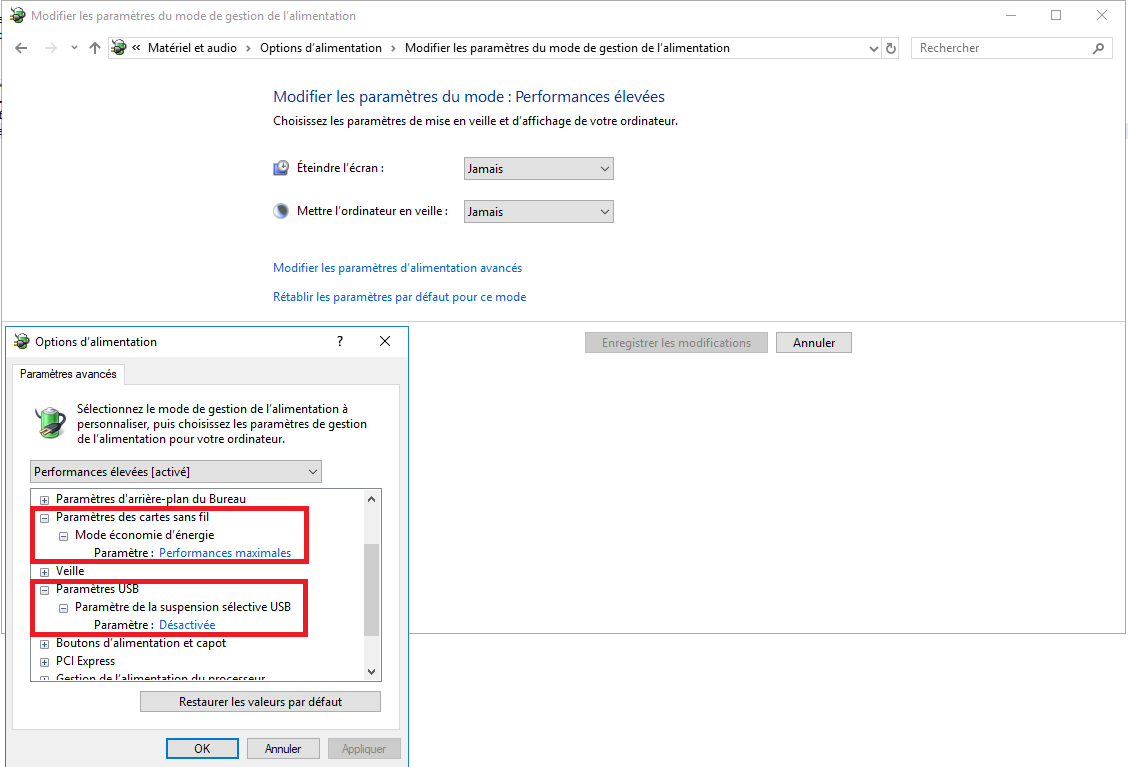 Modifier les paramètres du mode de gestion de l’alimentation
« Matériel et audio > Options d’alimentation > Modifier les paramètres du mode de gestion de l’alimentation
Rechercher
Modifier les paramètres du mode : Performances élevées
Choisissez les paramètres de mise en veille et d’affichage de votre ordinateur.
Éteindre l’écran : Jamais
Mettre l’ordinateur en veille : Jamais
Modifier les paramètres d’alimentation avancés
Rétablir les paramètres par défaut pour ce mode
Enregistrer les modifications Annuler
Options d’alimentation ?
Paramètres avancés
Sélectionnez le mode de gestion de l’alimentation à
personnaliser, puis choisissez les paramètres de gestion
de l’alimentation pour votre ordinateur.
Performances élevées [activé]
Paramètres d'arrière-plan du Bureau
Paramètres des cartes sans fil
Mode économie d’énergie
Paramètre : Performances maximales
Veille
Paramètres USB
Paramètre de la suspension sélective USB
Paramètre : Désactivée
Boutons d’alimentation et capot
PCI Express
Gestion de l’alimentation du processeur
Restaurer les valeurs par défaut
OK Annuler Appliquer